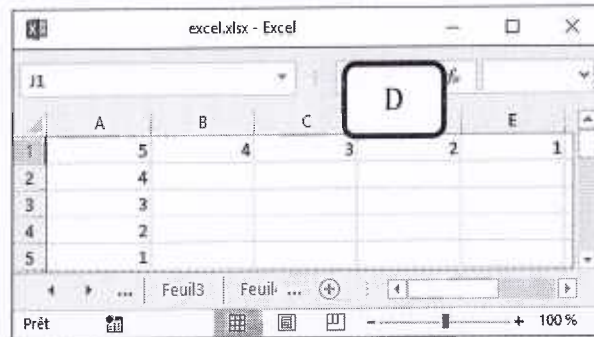 excel.xlsx - Excel
J1 fx
D
A B C E
1 5 4 3 2 1
2 4
3 3
4 2
5 1
... Feuil3 Feuil ...
Prêt 100 %